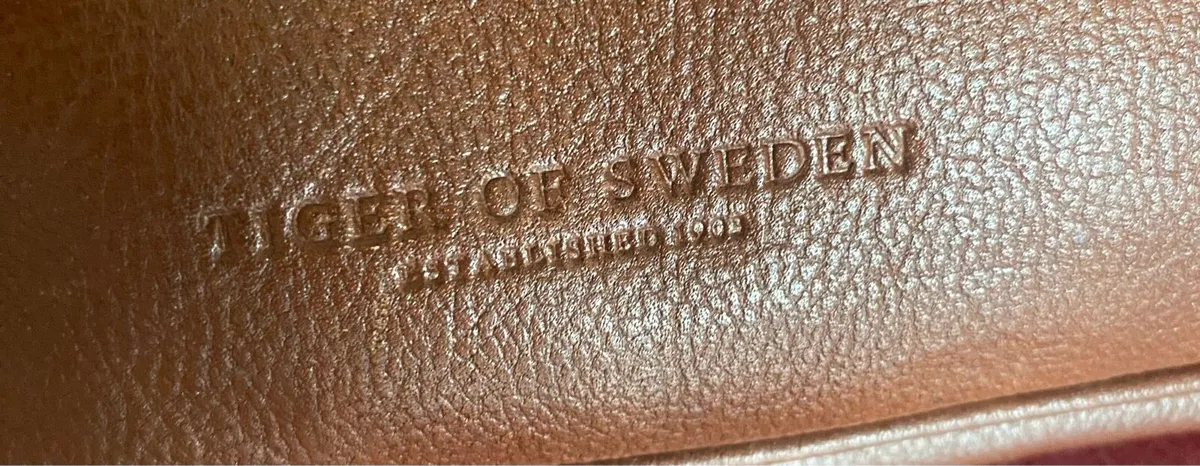 TIGER OF SWEDEN
ESTABLISHED 1903